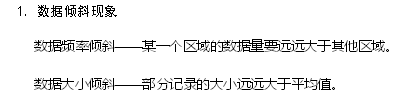 1. 数据倾斜现象
数据频率倾斜——某一个区域的数据量要远远大于其他区域。
数据大小倾斜——部分记录的大小远远大于平均值。